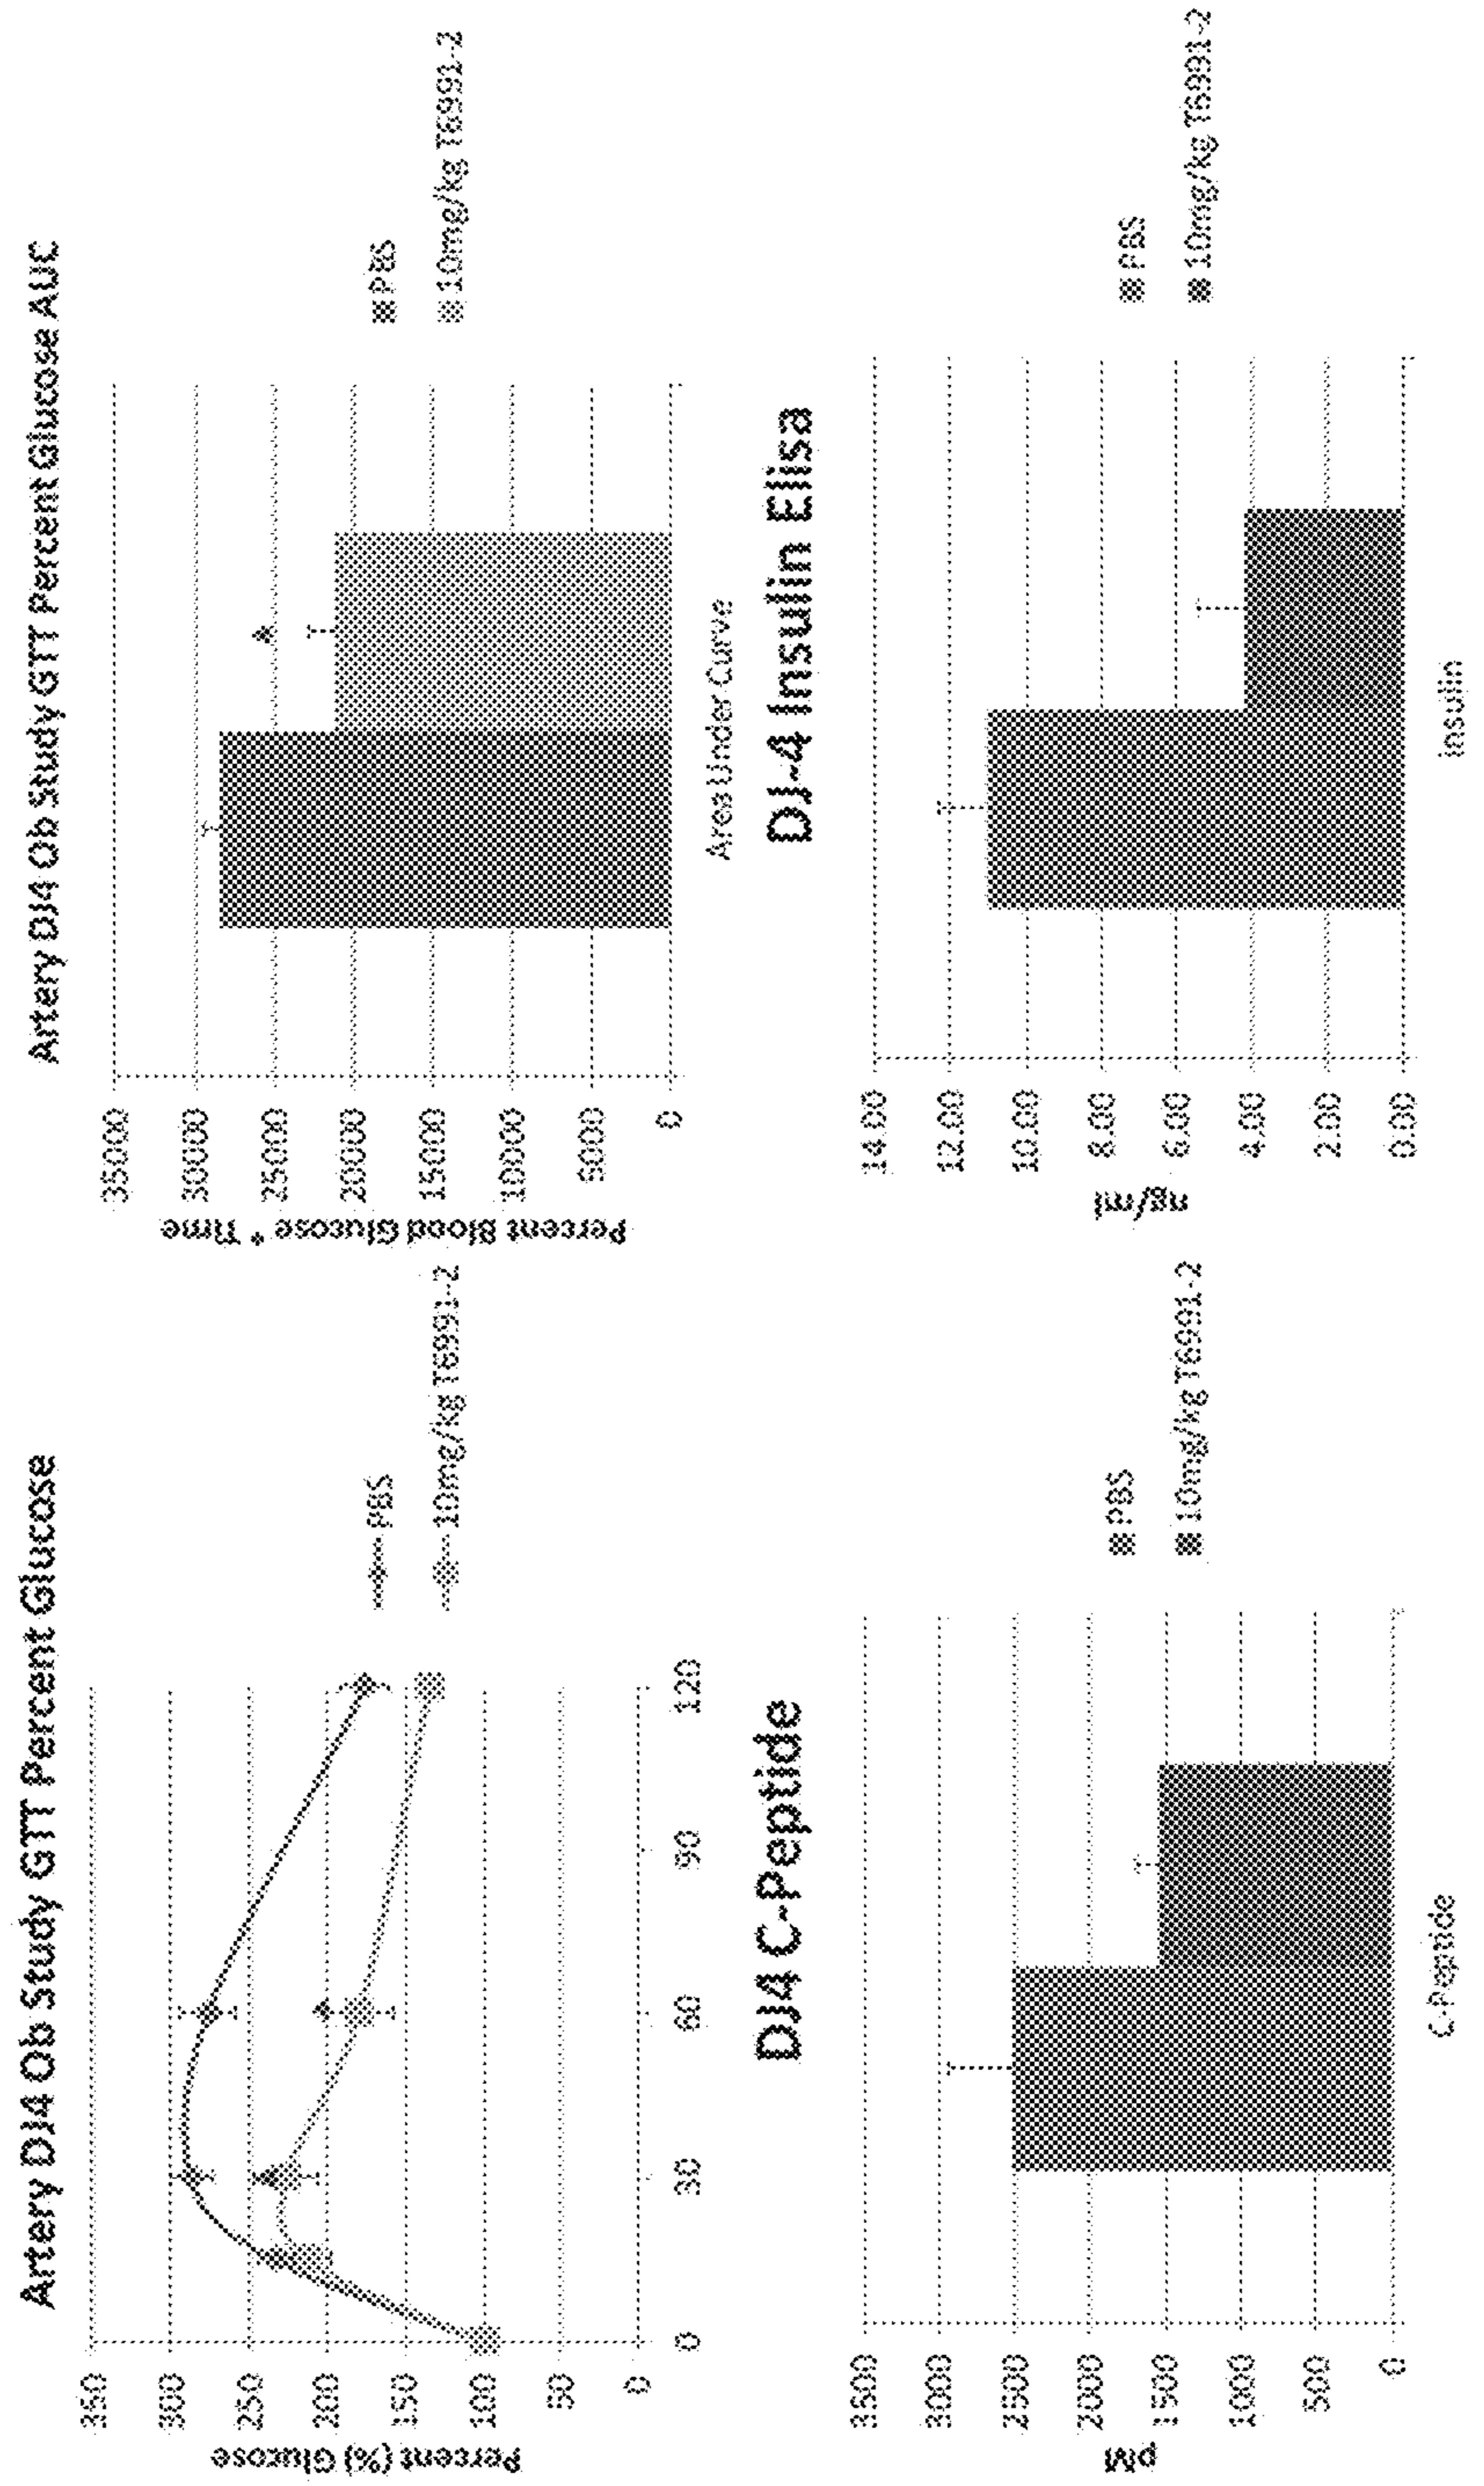 Artery DJ4 Ob Study GTT Percent Glucose
Percent (%) Glucose
350
300
250
200
150
100
50
0
0 30 60 90 120
PBS
10mg/kg T6991-2
Artery DJ4 Ob Study GTT Percent Glucose AUC
Percent Blood Glucose * Time
35000
30000
25000
20000
15000
10000
5000
0
Area Under Curve
PBS
10mg/kg T6991-2
DJ4 C-Peptide
pM
3500
3000
2500
2000
1500
1000
500
0
C-Peptide
PBS
10mg/kg T6991-2
DJ-4 Insulin Elisa
ng/ml
14.00
12.00
10.00
8.00
6.00
4.00
2.00
0.00
Insulin
PBS
10mg/kg T6991-2